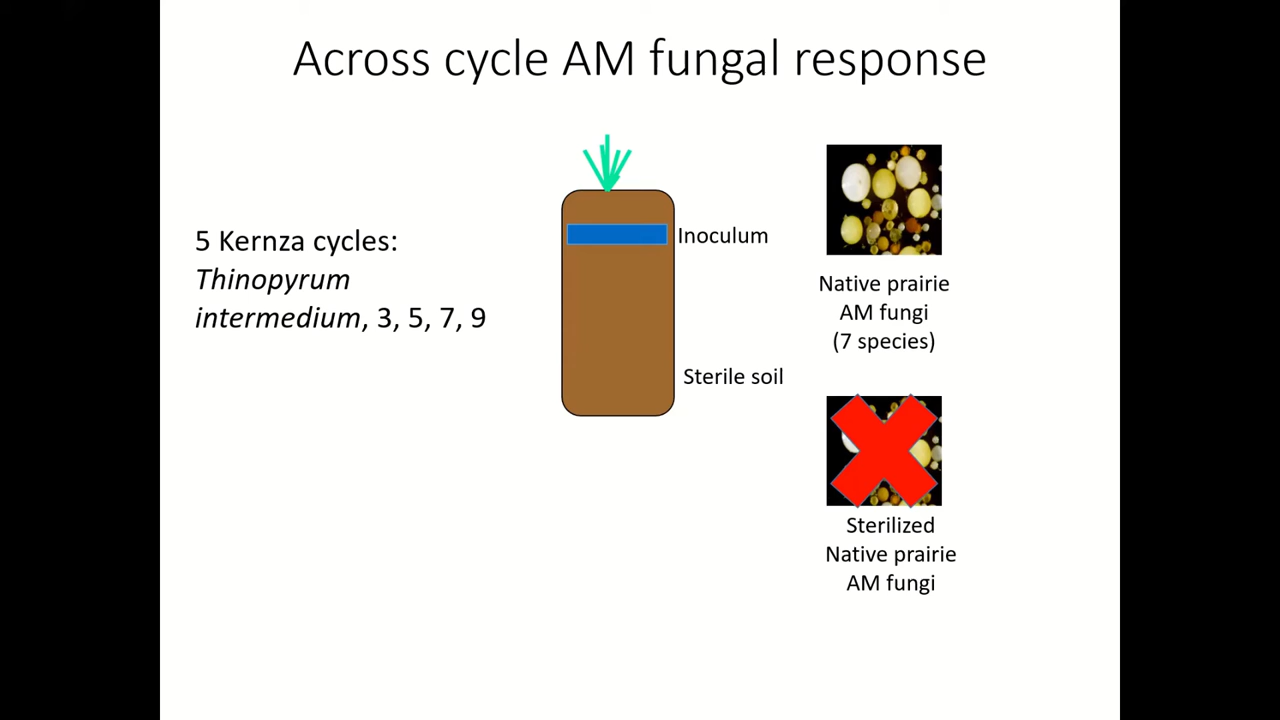 Across cycle AM fungal response
5 Kernza cycles:
Thinopyrum
intermedium, 3, 5, 7, 9
Inoculum
Sterile soil
Native prairie
AM fungi
(7 species)
Sterilized
Native prairie
AM fungi